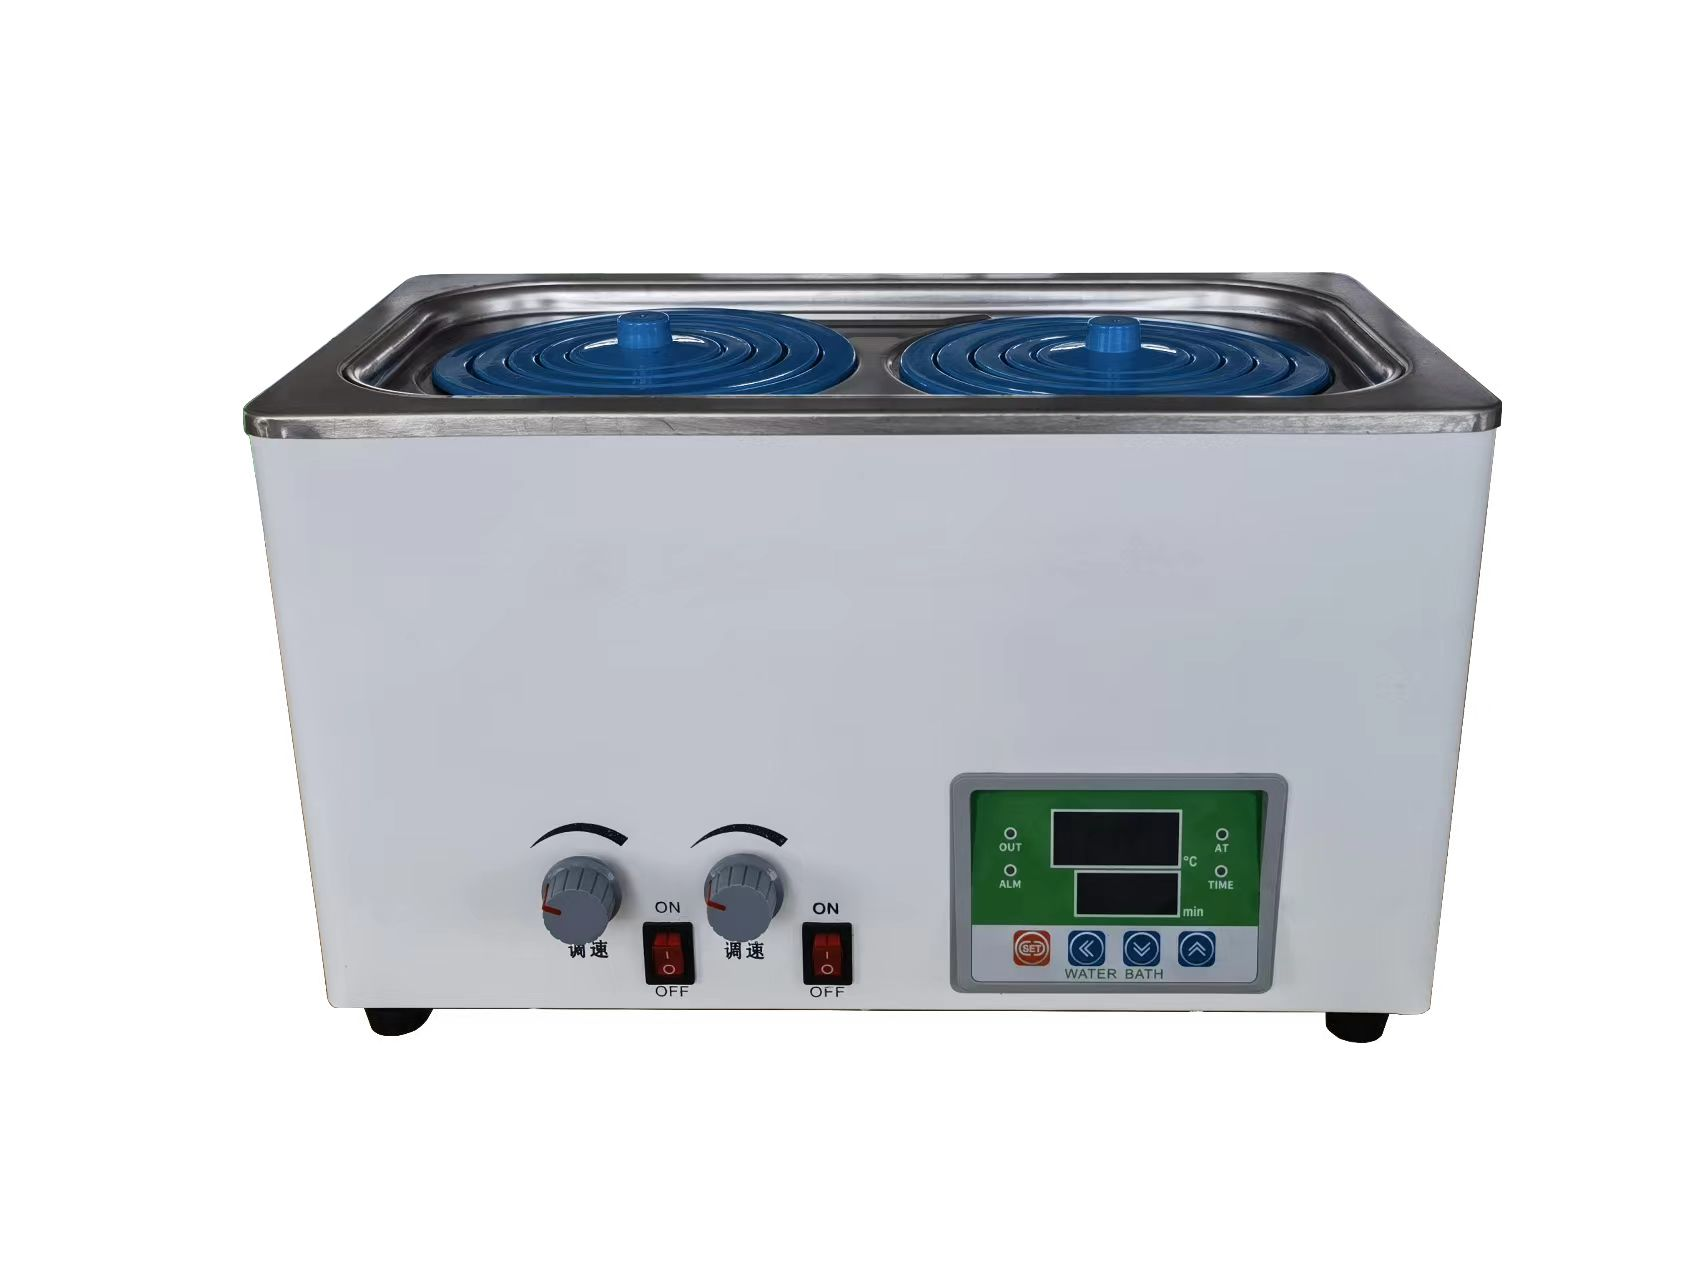 OUT
AT
°C
ALM
TIME
min
ON
ON
SET
调速
调速
WATER BATH
OFF
OFF